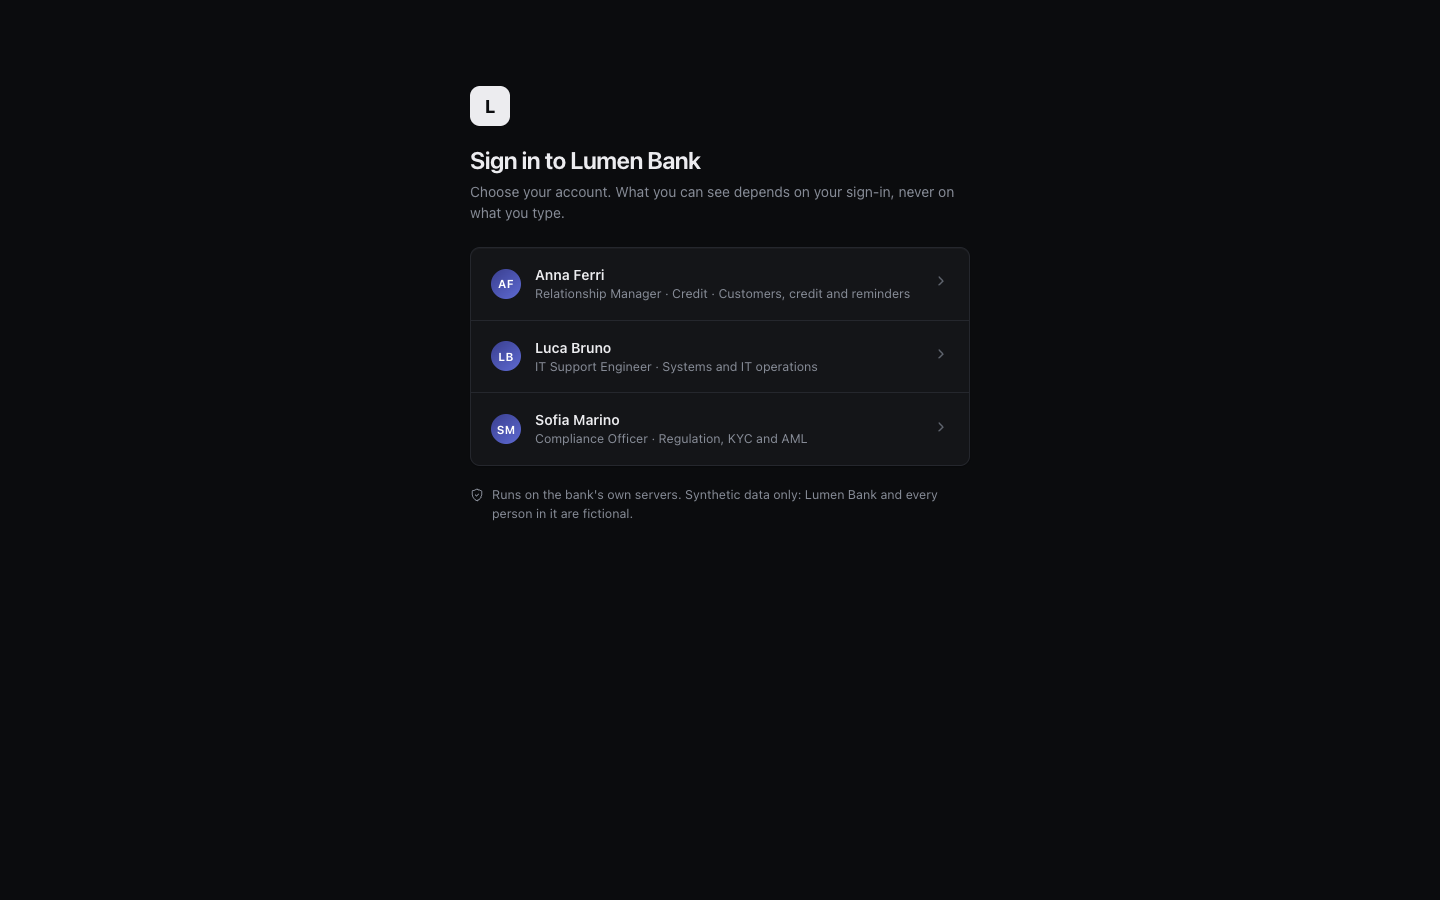 L
Sign in to Lumen Bank
Choose your account. What you can see depends on your sign-in, never on
what you type.
AF
Anna Ferri
Relationship Manager · Credit · Customers, credit and reminders
LB
Luca Bruno
IT Support Engineer · Systems and IT operations
SM
Sofia Marino
Compliance Officer · Regulation, KYC and AML
Runs on the bank's own servers. Synthetic data only: Lumen Bank and every
person in it are fictional.